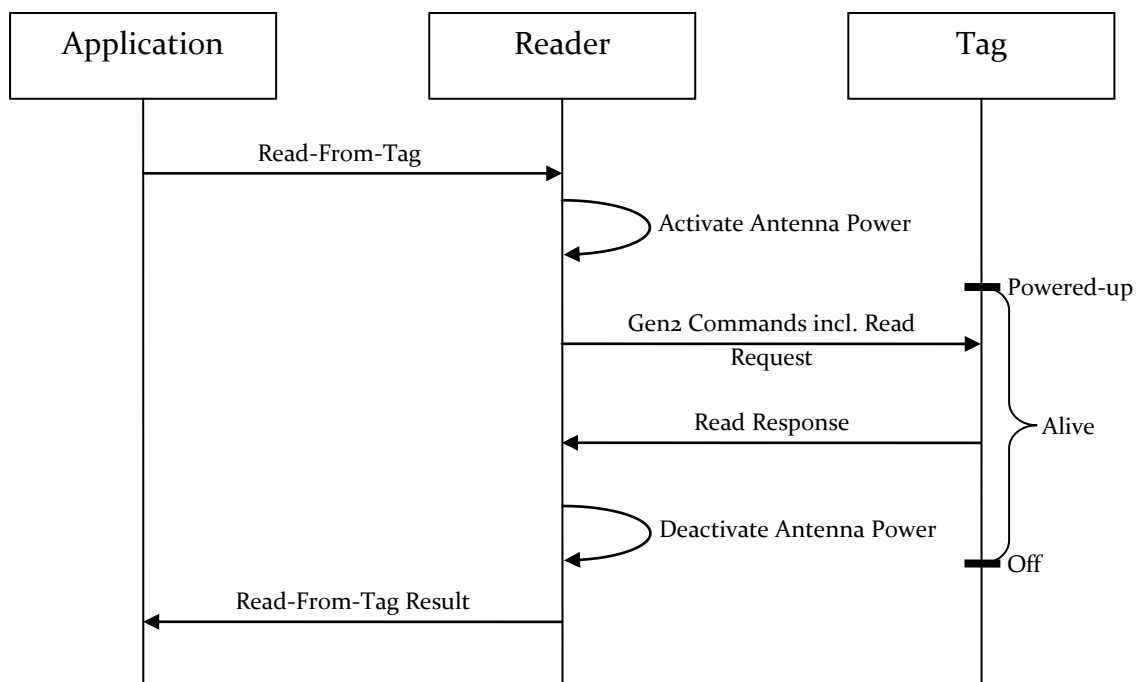 Application
Reader
Tag
Read-From-Tag
Activate Antenna Power
Powered-up
Gen2 Commands incl. Read
Request
Read Response
Alive
Deactivate Antenna Power
Off
Read-From-Tag Result